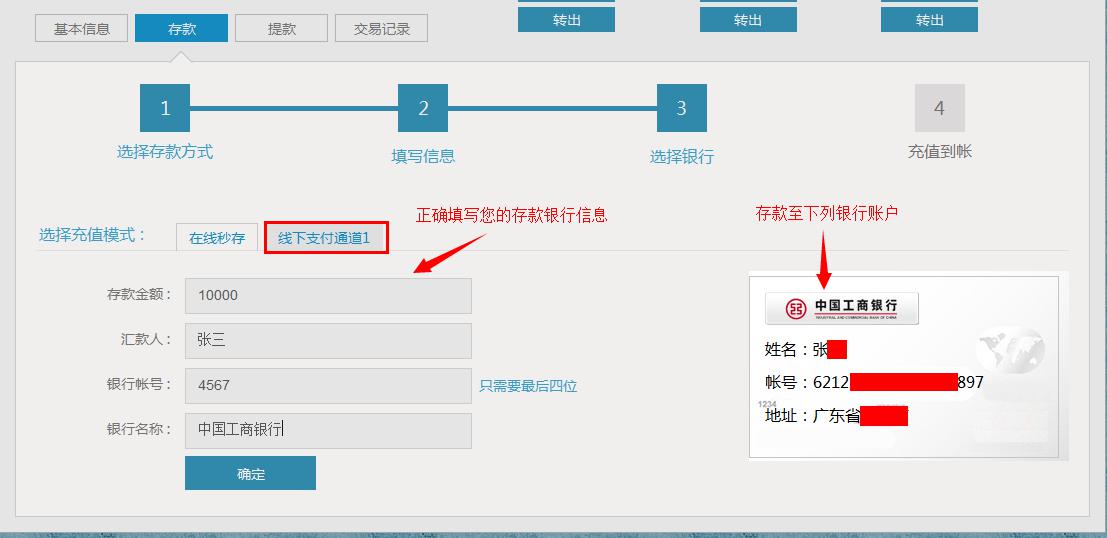 转出 转出 转出
基本信息 存款 提款 交易记录
1 2 3 4
选择存款方式 填写信息 选择银行 充值到帐
正确填写您的存款银行信息
存款至下列银行账户
选择充值模式： 在线秒存 线下支付通道1
存款金额： 10000
汇款人： 张三
银行帐号： 4567 只需要最后四位
银行名称： 中国工商银行
确定
中国工商银行
INDUSTRIAL AND COMMERCIAL BANK OF CHINA
姓名：张
帐号：6212 897
1234
地址：广东省